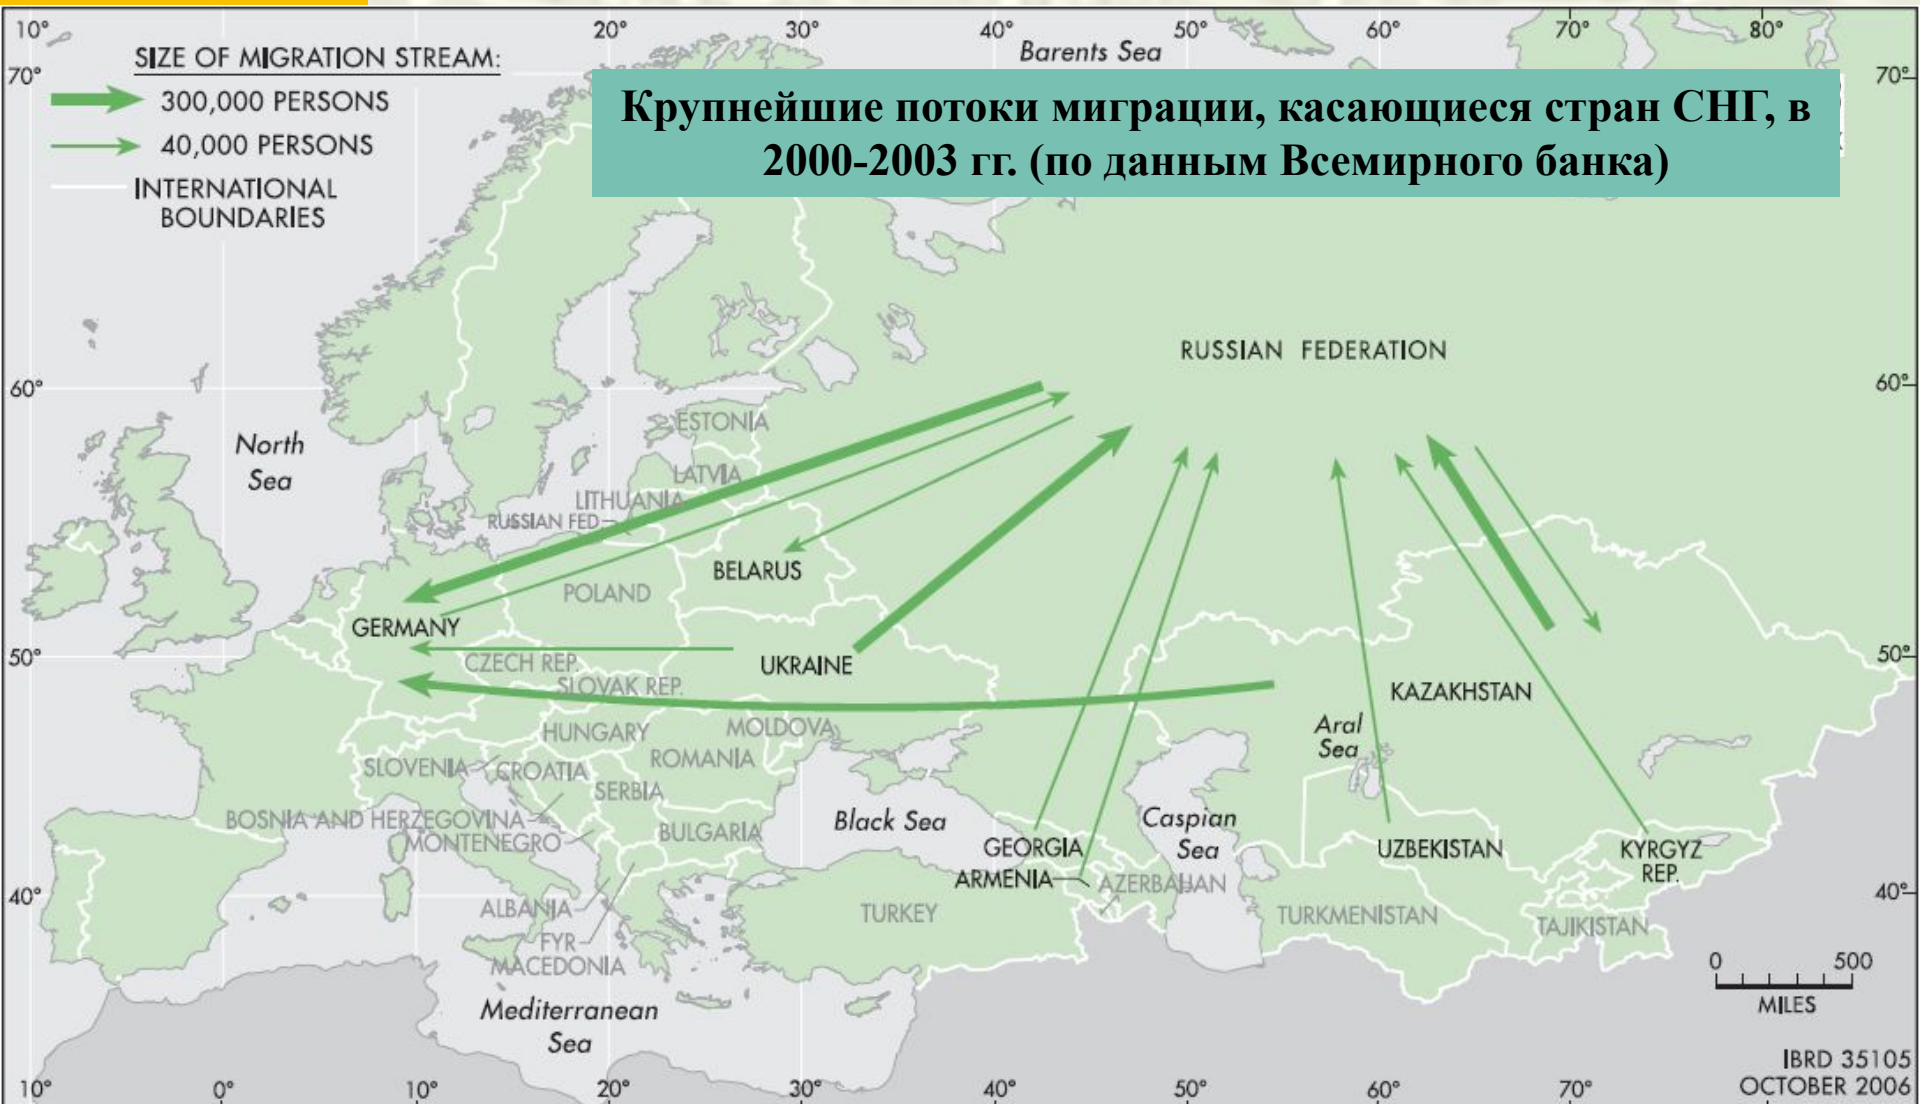 10°
20°
30°
40°
50°
60°
70°
80°
Barents Sea
SIZE OF MIGRATION STREAM:
70°
70°
300,000 PERSONS
40,000 PERSONS
INTERNATIONAL
BOUNDARIES
Крупнейшие потоки миграции, касающиеся стран СНГ, в
2000-2003 гг. (по данным Всемирного банка)
RUSSIAN FEDERATION
60°
60°
North
Sea
ESTONIA
LATVIA
LITHUANIA
RUSSIAN FED
BELARUS
POLAND
GERMANY
50°
50°
CZECH REP.
UKRAINE
SLOVAK REP.
KAZAKHSTAN
HUNGARY
MOLDOVA
Aral
Sea
ROMANIA
SLOVENIA
CROATIA
SERBIA
BOSNIA AND HERZEGOVINA
MONTENEGRO
BULGARIA
Black Sea
Caspian
Sea
GEORGIA
ARMENIA
AZERBAIJAN
UZBEKISTAN
KYRGYZ
REP.
40°
40°
ALBANIA
TURKEY
TURKMENISTAN
TAJIKISTAN
FYR
MACEDONIA
0
500
MILES
Mediterranean
Sea
IBRD 35105
OCTOBER 2006
10°
0°
10°
20°
30°
40°
50°
60°
70°